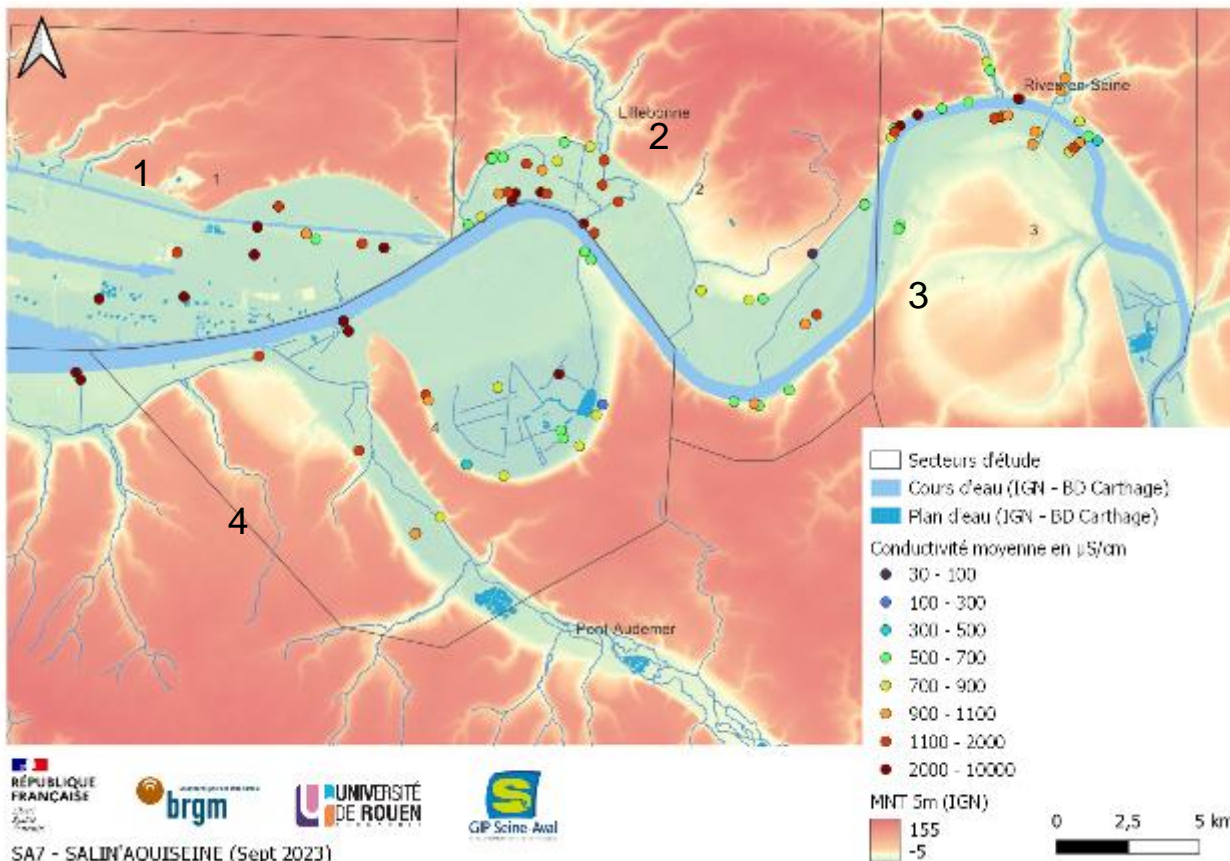 1
1
Lillebonne
2
2
Rives-en-Seine
3
3
4
4
Pont-Audemer
Secteurs d'étude
Cours d'eau (IGN - BD Carthage)
Plan d'eau (IGN - BD Carthage)
Conductivité moyenne en µS/cm
30 - 100
100 - 300
300 - 500
500 - 700
700 - 900
900 - 1100
1100 - 2000
2000 - 10000
MNT 5m (IGN)
155
-5
0 2,5 5 km
RÉPUBLIQUE
FRANÇAISE
brgm
UNIVERSITÉ
DE ROUEN
GIP Seine-Aval
SA7 - SALIN'AQUISEINE (Sept 2023)